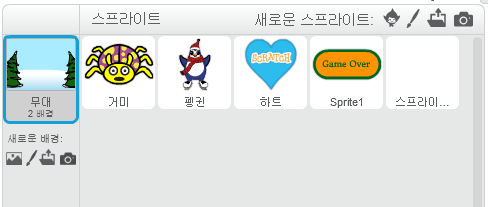 스프라이트 새로운 스프라이트:
SCRATCH
Game Over
무대
2 배경
거미
펭귄
하트
Sprite1
스프라이...
새로운 배경: